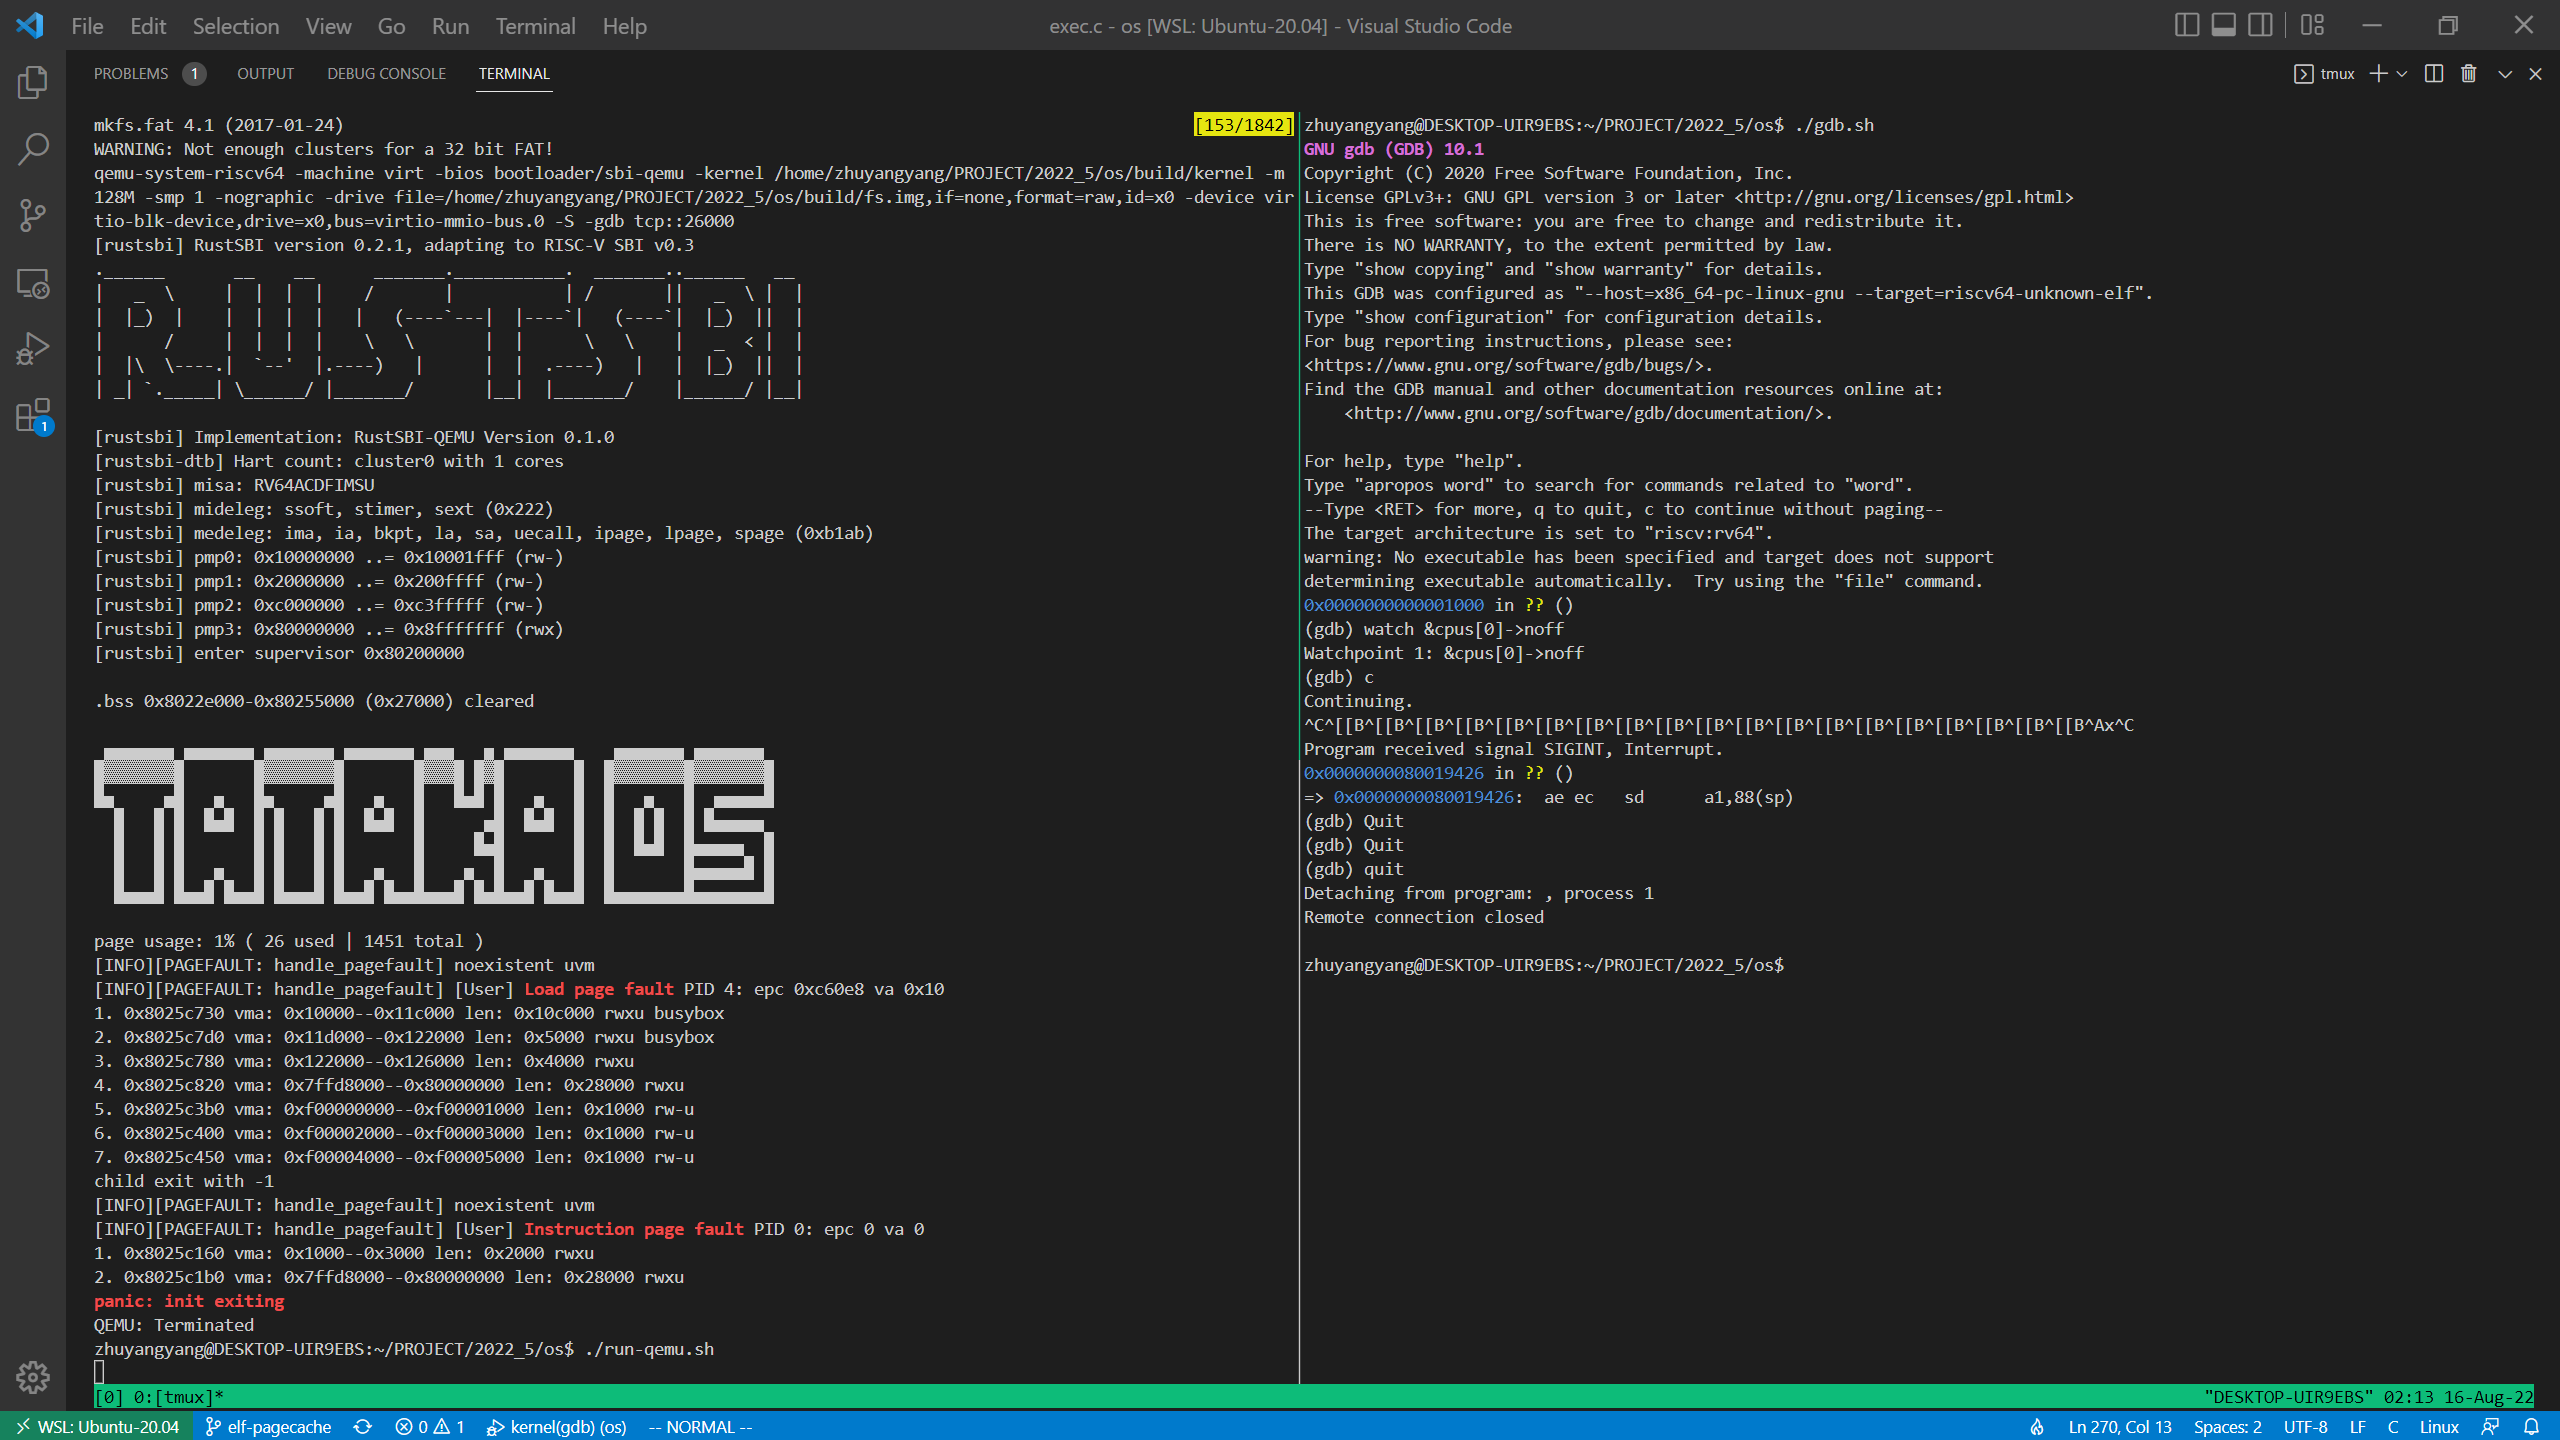 File Edit Selection View Go Run Terminal Help
exec.c - os [WSL: Ubuntu-20.04] - Visual Studio Code
PROBLEMS 1 OUTPUT DEBUG CONSOLE TERMINAL
tmux
mkfs.fat 4.1 (2017-01-24)
[153/1842]
WARNING: Not enough clusters for a 32 bit FAT!
qemu-system-riscv64 -machine virt -bios bootloader/sbi-qemu -kernel /home/zhuyangyang/PROJECT/2022_5/os/build/kernel -m
128M -smp 1 -nographic -drive file=/home/zhuyangyang/PROJECT/2022_5/os/build/fs.img,if=none,format=raw,id=x0 -device vir
tio-blk-device,drive=x0,bus=virtio-mmio-bus.0 -S -gdb tcp::26000
[rustsbi] RustSBI version 0.2.1, adapting to RISC-V SBI v0.3
RUSTSBI
[rustsbi] Implementation: RustSBI-QEMU Version 0.1.0
[rustsbi-dtb] Hart count: cluster0 with 1 cores
[rustsbi] misa: RV64ACDFIMSU
[rustsbi] mideleg: ssoft, stimer, sext (0x222)
[rustsbi] medeleg: ima, ia, bkpt, la, sa, uecall, ipage, lpage, spage (0xb1ab)
[rustsbi] pmp0: 0x10000000 ..= 0x10001fff (rw-)
[rustsbi] pmp1: 0x2000000 ..= 0x200ffff (rw-)
[rustsbi] pmp2: 0xc000000 ..= 0xc3fffff (rw-)
[rustsbi] pmp3: 0x80000000 ..= 0x8fffffff (rwx)
[rustsbi] enter supervisor 0x80200000
.bss 0x8022e000-0x80255000 (0x27000) cleared
TATAKA OS
page usage: 1% ( 26 used | 1451 total )
[INFO][PAGEFAULT: handle_pagefault] noexistent uvm
[INFO][PAGEFAULT: handle_pagefault] [User] Load page fault PID 4: epc 0xc60e8 va 0x10
1. 0x8025c730 vma: 0x10000--0x11c000 len: 0x10c000 rwxu busybox
2. 0x8025c7d0 vma: 0x11d000--0x122000 len: 0x5000 rwxu busybox
3. 0x8025c780 vma: 0x122000--0x126000 len: 0x4000 rwxu
4. 0x8025c820 vma: 0x7ffd8000--0x80000000 len: 0x28000 rwxu
5. 0x8025c3b0 vma: 0xf00000000--0xf00001000 len: 0x1000 rw-u
6. 0x8025c400 vma: 0xf00002000--0xf00003000 len: 0x1000 rw-u
7. 0x8025c450 vma: 0xf00004000--0xf00005000 len: 0x1000 rw-u
child exit with -1
[INFO][PAGEFAULT: handle_pagefault] noexistent uvm
[INFO][PAGEFAULT: handle_pagefault] [User] Instruction page fault PID 0: epc 0 va 0
1. 0x8025c160 vma: 0x1000--0x3000 len: 0x2000 rwxu
2. 0x8025c1b0 vma: 0x7ffd8000--0x80000000 len: 0x28000 rwxu
panic: init exiting
QEMU: Terminated
zhuyangyang@DESKTOP-UIR9EBS:~/PROJECT/2022_5/os$ ./run-qemu.sh
zhuyangyang@DESKTOP-UIR9EBS:~/PROJECT/2022_5/os$ ./gdb.sh
GNU gdb (GDB) 10.1
Copyright (C) 2020 Free Software Foundation, Inc.
License GPLv3+: GNU GPL version 3 or later <http://gnu.org/licenses/gpl.html>
This is free software: you are free to change and redistribute it.
There is NO WARRANTY, to the extent permitted by law.
Type "show copying" and "show warranty" for details.
This GDB was configured as "--host=x86_64-pc-linux-gnu --target=riscv64-unknown-elf".
Type "show configuration" for configuration details.
For bug reporting instructions, please see:
<https://www.gnu.org/software/gdb/bugs/>.
Find the GDB manual and other documentation resources online at:
<http://www.gnu.org/software/gdb/documentation/>.
For help, type "help".
Type "apropos word" to search for commands related to "word".
--Type <RET> for more, q to quit, c to continue without paging--
The target architecture is set to "riscv:rv64".
warning: No executable has been specified and target does not support
determining executable automatically.  Try using the "file" command.
0x0000000000001000 in ?? ()
(gdb) watch &cpus[0]->noff
Watchpoint 1: &cpus[0]->noff
(gdb) c
Continuing.
^C^[[B^[[B^[[B^[[B^[[B^[[B^[[B^[[B^[[B^[[B^[[B^[[B^[[B^[[B^[[B^[[B^[[B^[[B^[[B^Ax^C
Program received signal SIGINT, Interrupt.
0x0000000080019426 in ?? ()
=> 0x0000000080019426: ae ec sd a1,88(sp)
(gdb) Quit
(gdb) Quit
(gdb) quit
Detaching from program: , process 1
Remote connection closed
zhuyangyang@DESKTOP-UIR9EBS:~/PROJECT/2022_5/os$
[0] 0:[tmux]*
"DESKTOP-UIR9EBS" 02:13 16-Aug-22
1
WSL: Ubuntu-20.04 elf-pagecache 0 1 kernel(gdb) (os) -- NORMAL --
Ln 270, Col 13 Spaces: 2 UTF-8 LF C Linux